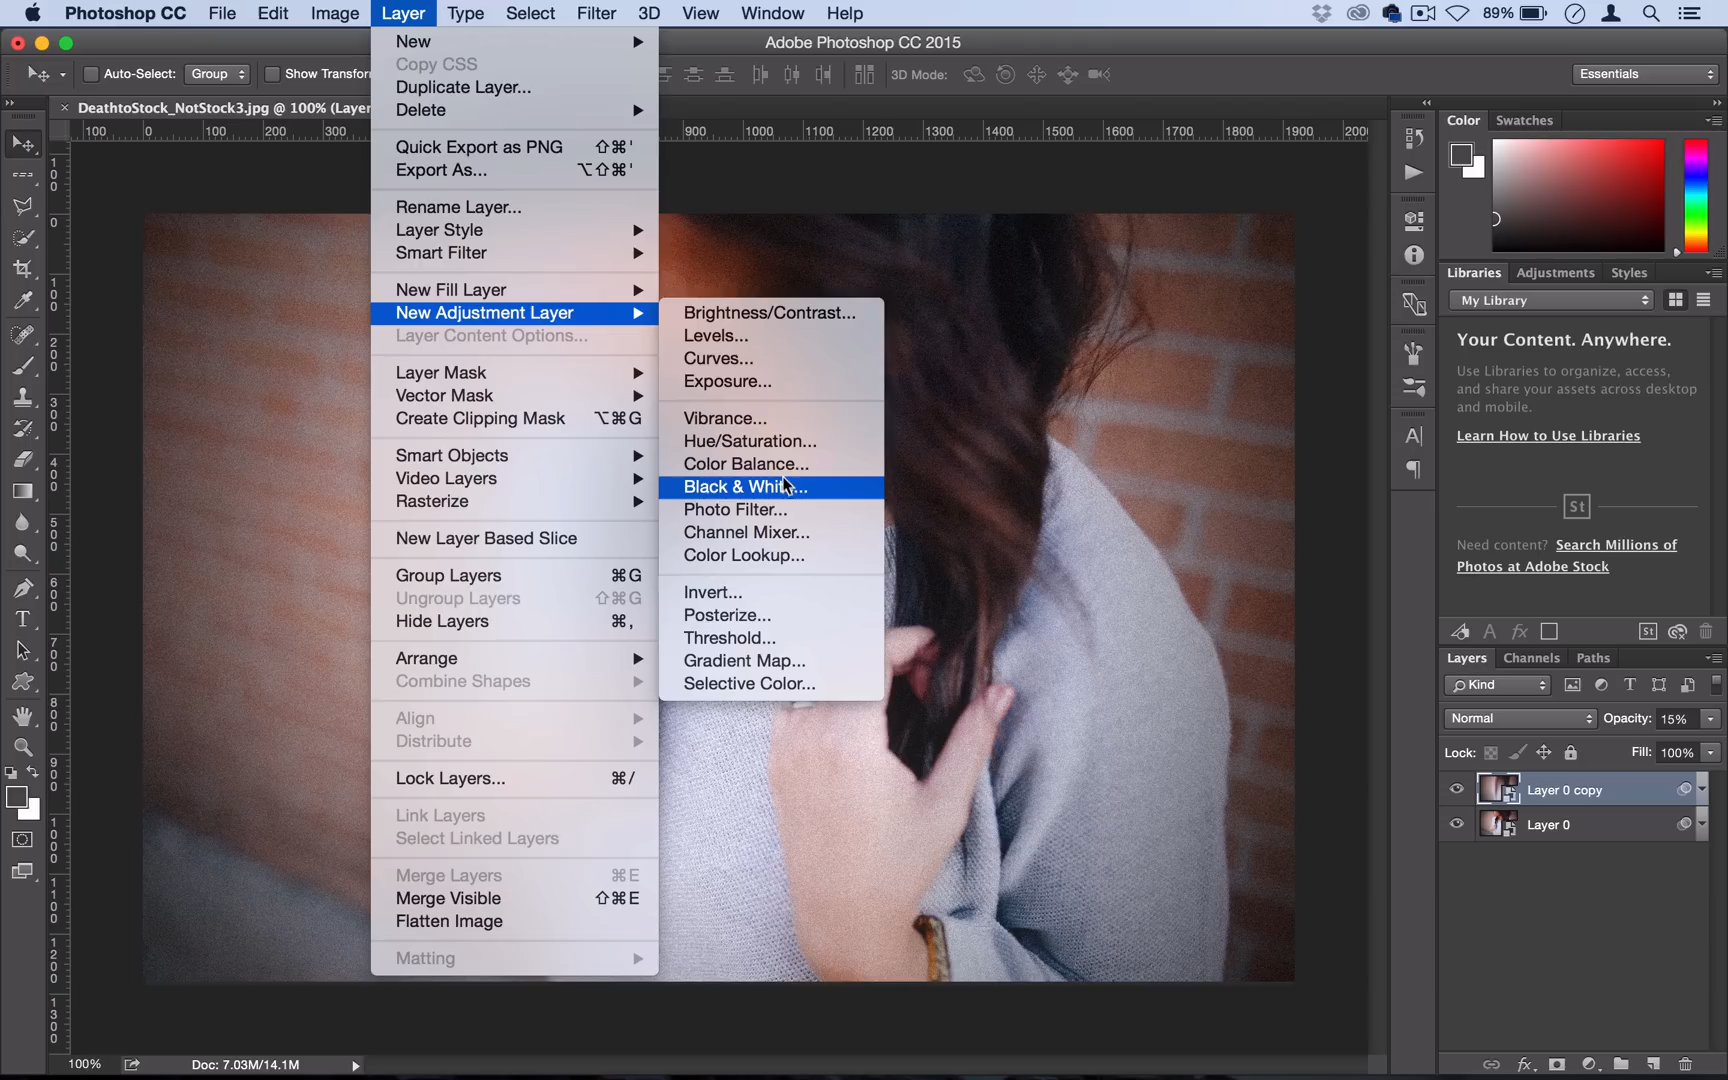 Photoshop CC File Edit Image Layer Type Select Filter 3D View Window Help 89%
Adobe Photoshop CC 2015
Auto-Select: Group Show Transfor 3D Mode: Essentials
× DeathtoStock_NotStock3.jpg @ 100% (Layer
100 0 100 200 300 900 1000 1100 1200 1300 1400 1500 1600 1700 1800 1900 200
New
Copy CSS
Duplicate Layer...
Delete
Quick Export as PNG ⇧⌘'
Export As... ⌥⇧⌘'
Rename Layer...
Layer Style
Smart Filter
New Fill Layer
New Adjustment Layer
Layer Content Options...
Layer Mask
Vector Mask
Create Clipping Mask ⌥⌘G
Smart Objects
Video Layers
Rasterize
New Layer Based Slice
Group Layers ⌘G
Ungroup Layers ⇧⌘G
Hide Layers ⌘,
Arrange
Combine Shapes
Align
Distribute
Lock Layers... ⌘/
Link Layers
Select Linked Layers
Merge Layers ⌘E
Merge Visible ⇧⌘E
Flatten Image
Matting
Brightness/Contrast...
Levels...
Curves...
Exposure...
Vibrance...
Hue/Saturation...
Color Balance...
Black & White...
Photo Filter...
Channel Mixer...
Color Lookup...
Invert...
Posterize...
Threshold...
Gradient Map...
Selective Color...
Color Swatches
Libraries Adjustments Styles
My Library
Your Content. Anywhere.
Use Libraries to organize, access,
and share your assets across desktop
and mobile.
Learn How to Use Libraries
St
Need content? Search Millions of
Photos at Adobe Stock
A fx St
Layers Channels Paths
Kind T
Normal Opacity: 15%
Lock: Fill: 100%
Layer 0 copy
Layer 0
fx
100% Doc: 7.03M/14.1M